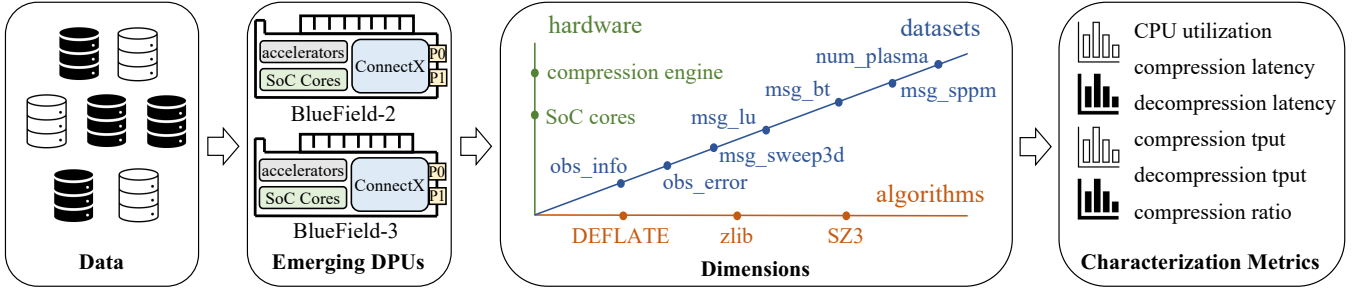 Data
accelerators
SoC Cores
ConnectX
P0
P1
BlueField-2
accelerators
SoC Cores
ConnectX
P0
P1
BlueField-3
Emerging DPUs
hardware
compression engine
SoC cores
datasets
num_plasma
msg_sppm
msg_bt
msg_lu
msg_sweep3d
obs_info
obs_error
algorithms
DEFLATE
zlib
SZ3
Dimensions
CPU utilization
compression latency
decompression latency
compression tput
decompression tput
compression ratio
Characterization Metrics